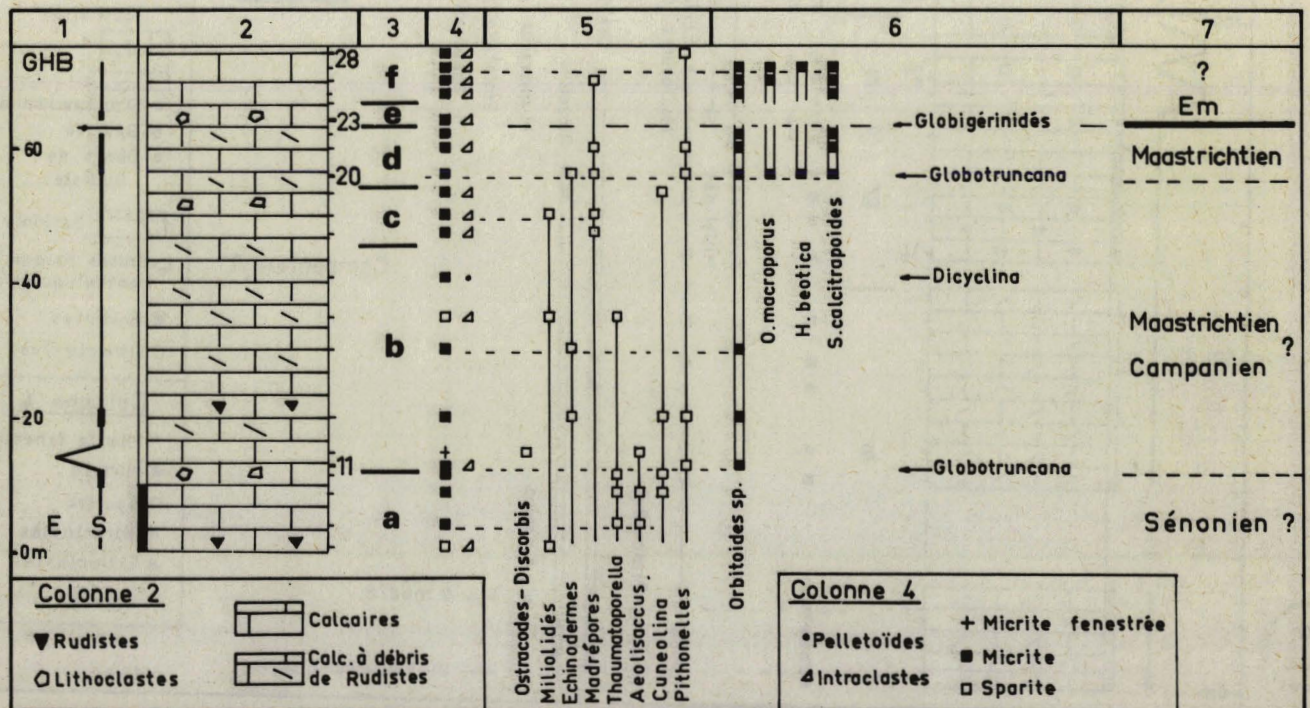 1 2 3 4 5 6 7
GHB
28
f
?
e
23
Globigérinidés
Em
60
d
Maastrichtien
20
Globotruncana
c
40
Dicyclina
O.macroporus
H. beotica
S.calcitrapoides
b
Maastrichtien
?
Campanien
20
+
11
Globotruncana
a
E S
Sénonien ?
0m
Ostracodes-Discorbis
Miliolidés
Echinodermes
Madrépores
Thaumatoporella
Aeolisaccus
Cuneolina
Pithonelles
Orbitoides sp.
Colonne 2
Rudistes
Lithoclastes
Calcaires
Calc. à débris
de Rudistes
Colonne 4
Pelletoïdes
Intraclastes
+ Micrite fenestrée
Micrite
Sparite